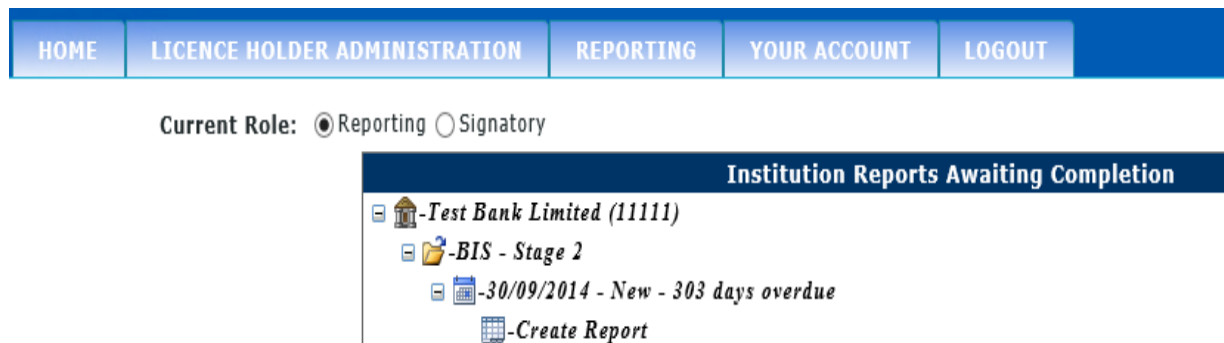 HOME LICENCE HOLDER ADMINISTRATION REPORTING YOUR ACCOUNT LOGOUT
Current Role: Reporting Signatory
Institution Reports Awaiting Completion
-Test Bank Limited (11111)
-BIS - Stage 2
-30/09/2014 - New - 303 days overdue
-Create Report